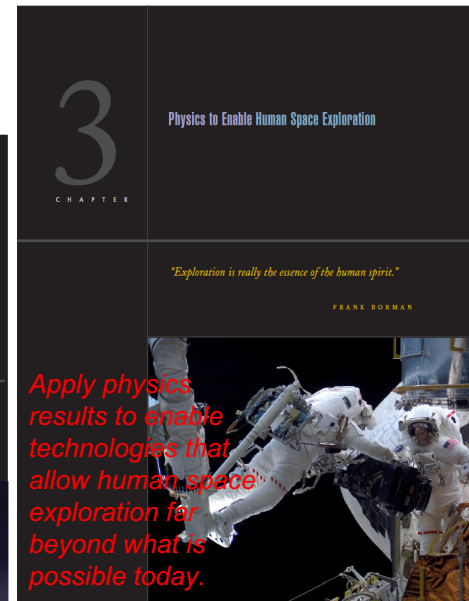 3
CHAPTER
Physics to Enable Human Space Exploration
"Exploration is really the essence of the human spirit."
FRANK BORMAN
Apply physics
results to enable
technologies that
allow human space
exploration far
beyond what is
possible today.